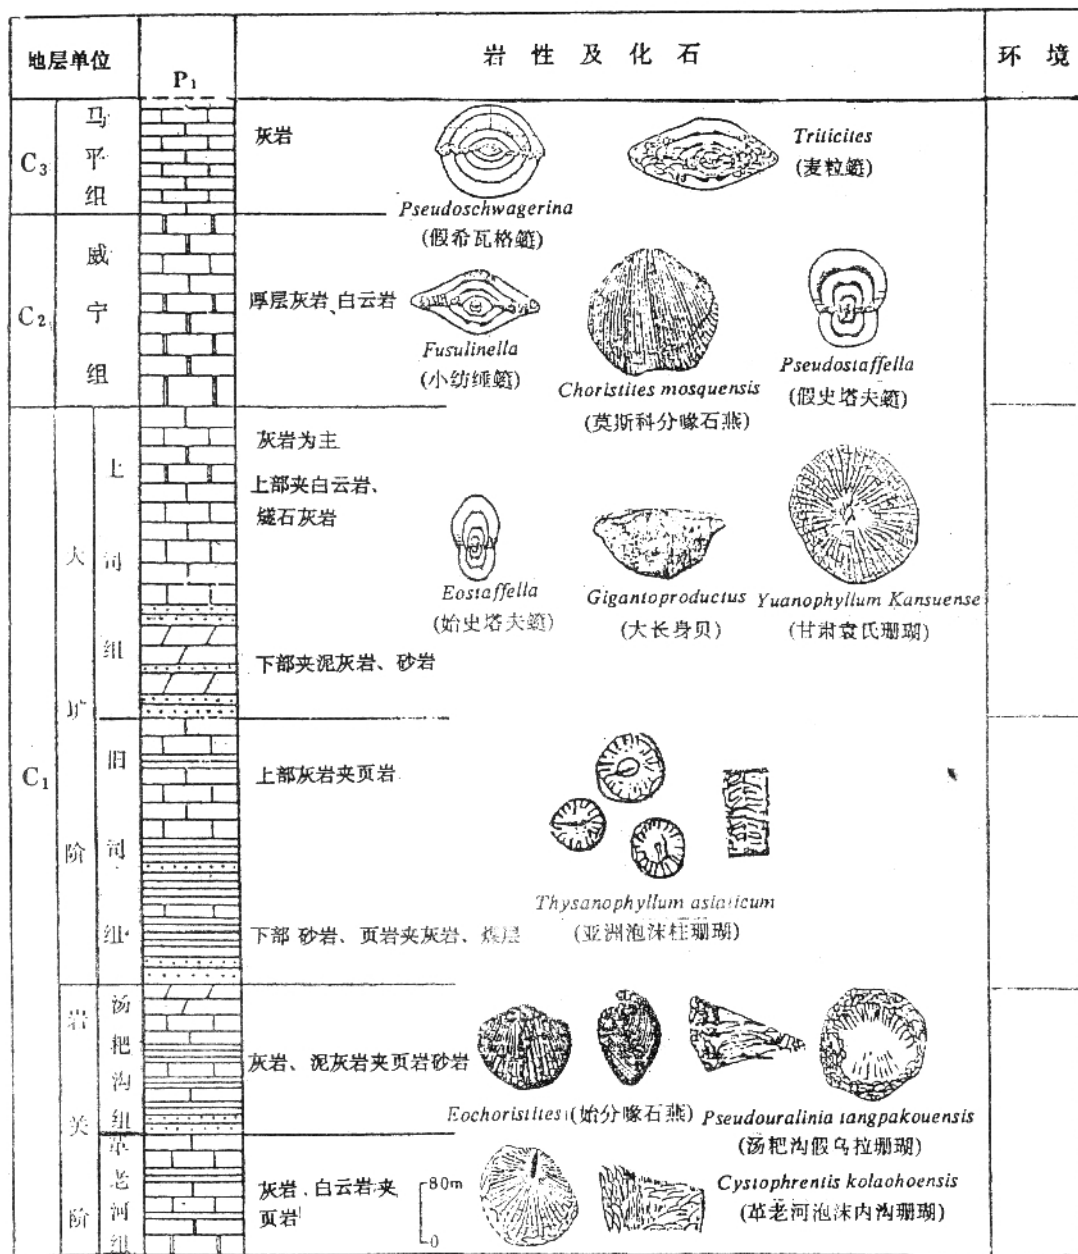 地层单位
P₁
岩 性 及 化 石
环 境
C₃
马平组
灰岩
Triticites
(麦粒䗴)
Pseudoschwagerina
(假希瓦格䗴)
C₂
威宁组
厚层灰岩、白云岩
Fusulinella
(小纺缍䗴)
Choristites mosquensis
(莫斯科分喙石燕)
Pseudostaffella
(假史塔夫䗴)
C₁
大圹阶
上司组
灰岩为主
上部夹白云岩、
燧石灰岩
Eostaffella
(始史塔夫䗴)
Gigantoproductus
(大长身贝)
Yuanophyllum Kansuense
(甘肃袁氏珊瑚)
下部夹泥灰岩、砂岩
旧司组
上部灰岩夹页岩
Thysanophyllum asiaticum
(亚洲泡沫柱珊瑚)
下部 砂岩、页岩夹灰岩、煤层
岩关阶
汤耙沟组
灰岩、泥灰岩夹页岩砂岩
Eochoristites (始分喙石燕)
Pseudouralinia tangpakouensis
(汤耙沟假乌拉珊瑚)
革老河组
灰岩、白云岩夹
页岩
80m
0
Cystophrentis kolaohoensis
(革老河泡沫内沟珊瑚)